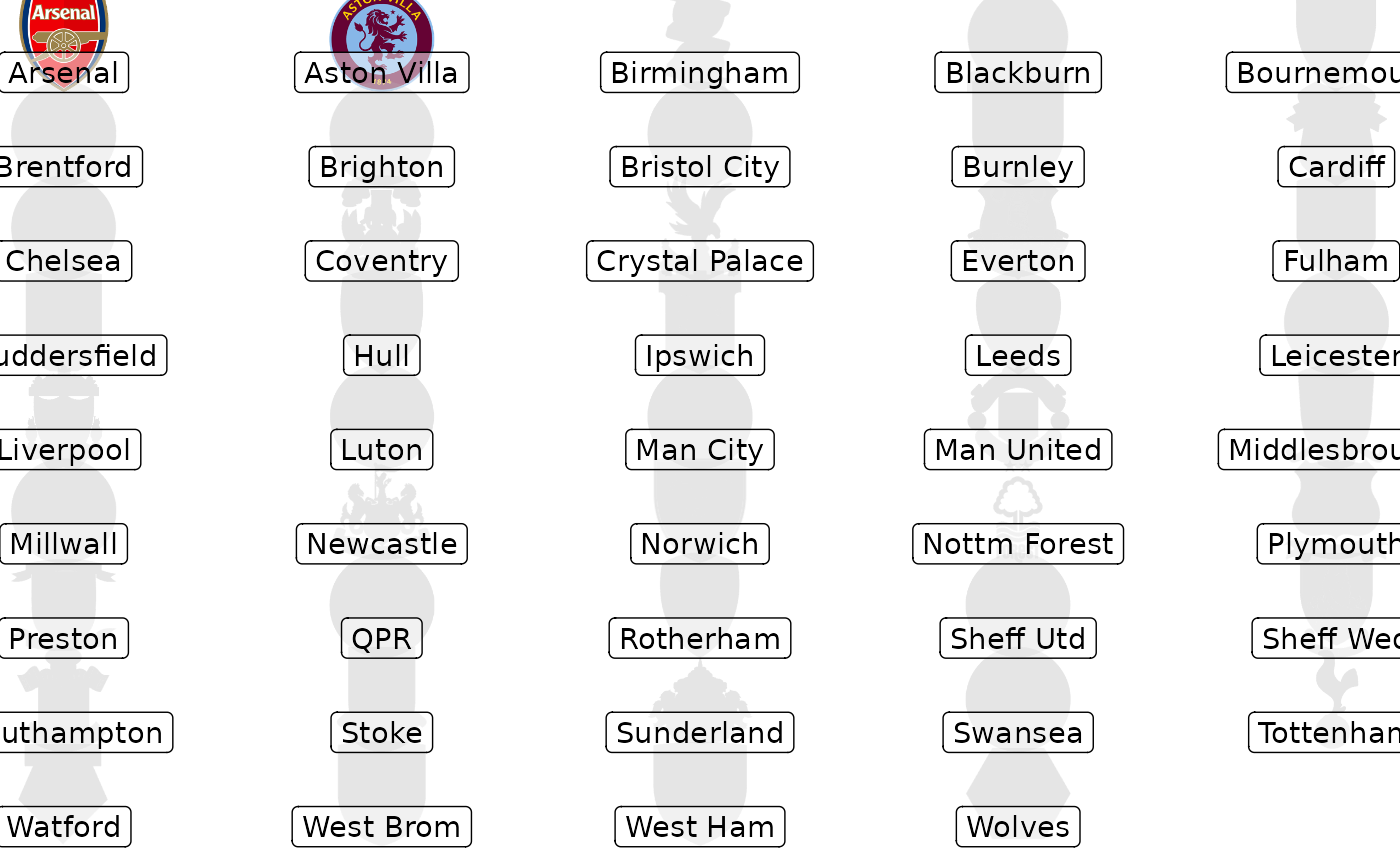 Arsenal
ASTON VILLA
Arsenal Aston Villa Birmingham Blackburn Bournemou
Brentford Brighton Bristol City Burnley Cardiff
Chelsea Coventry Crystal Palace Everton Fulham
uddersfield Hull Ipswich Leeds Leicester
Liverpool Luton Man City Man United Middlesbrou
Millwall Newcastle Norwich Nottm Forest Plymouth
Preston QPR Rotherham Sheff Utd Sheff Wed
uthampton Stoke Sunderland Swansea Tottenham
Watford West Brom West Ham Wolves